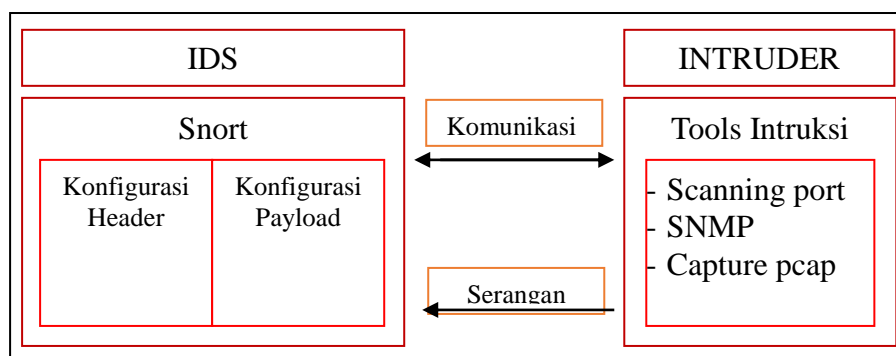 IDS
INTRUDER
Snort
Konfigurasi
Header
Konfigurasi
Payload
Komunikasi
Serangan
Tools Intruksi
- Scanning port
- SNMP
- Capture pcap